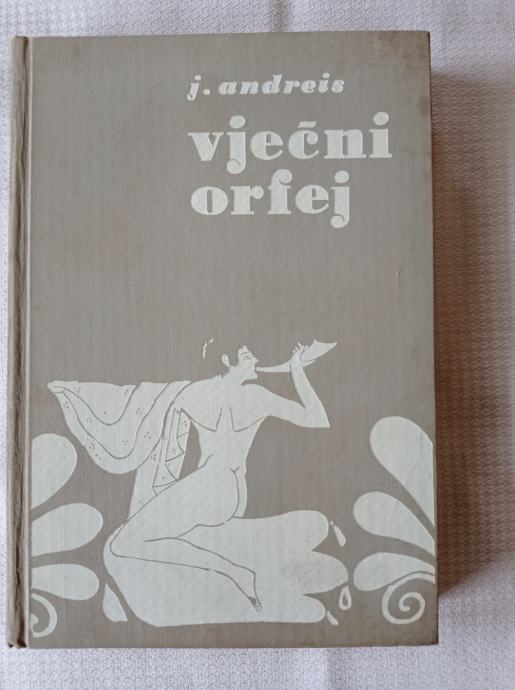 j. andreis
vječni
orfej